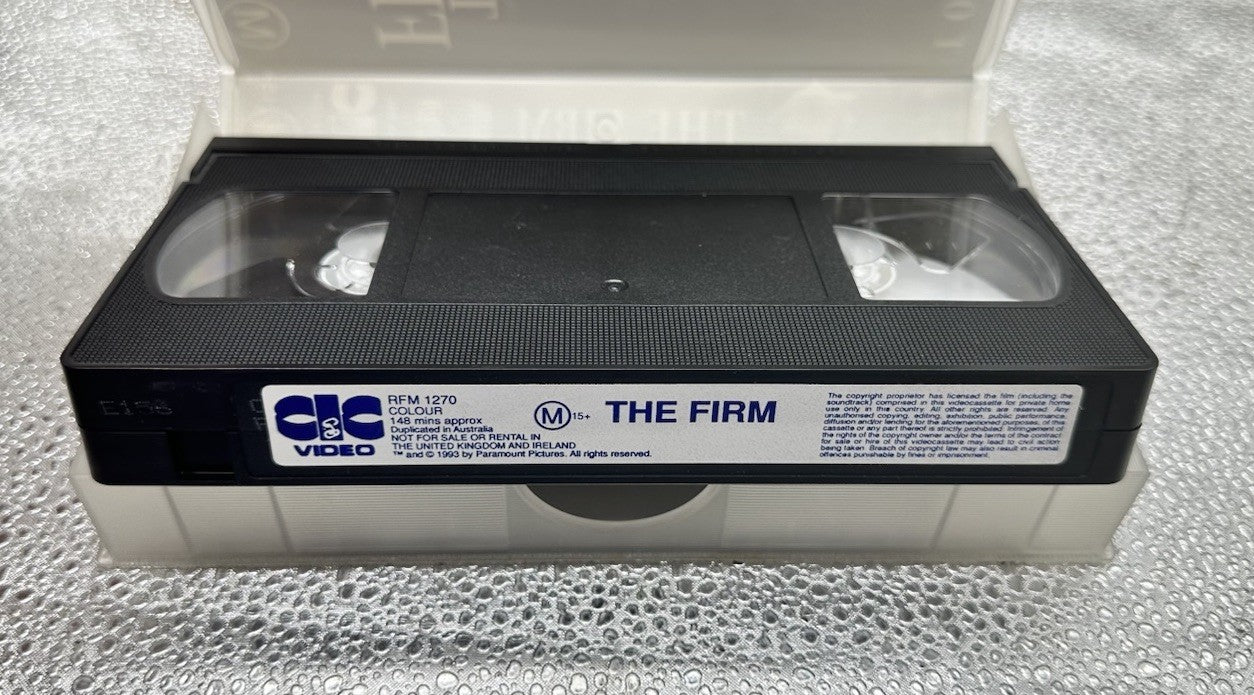 CIC
VIDEO
RFM 1270
COLOUR
148 mins approx
Duplicated in Australia
NOT FOR SALE OR RENTAL IN
THE UNITED KINGDOM AND IRELAND
™ and © 1993 by Paramount Pictures. All rights reserved.
M 15+
THE FIRM
The copyright proprietor has licensed the film (including the
soundtrack) comprised in this videocassette for private home
use only in this country. All other rights are reserved. Any
unauthorised copying, editing, exhibition, public performance,
diffusion and/or lending for the aforementioned purposes, of this
cassette or any part thereof is strictly prohibited. Infringement of
the rights of the copyright owner and/or the terms of the contract
for sale or hire of this videocassette may lead to civil action
being taken. Breach of copyright law may also result in criminal
offences punishable by fines or imprisonment.